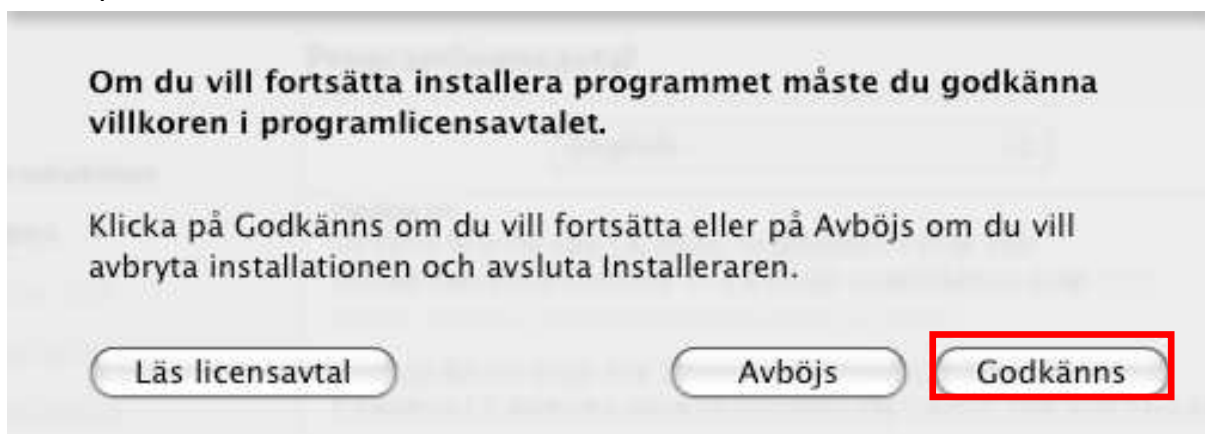 Om du vill fortsätta installera programmet måste du godkänna
villkoren i programlicensavtalet.
Klicka på Godkänns om du vill fortsätta eller på Avböjs om du vill
avbryta installationen och avsluta Installeraren.
Läs licensavtal Avböjs Godkänns